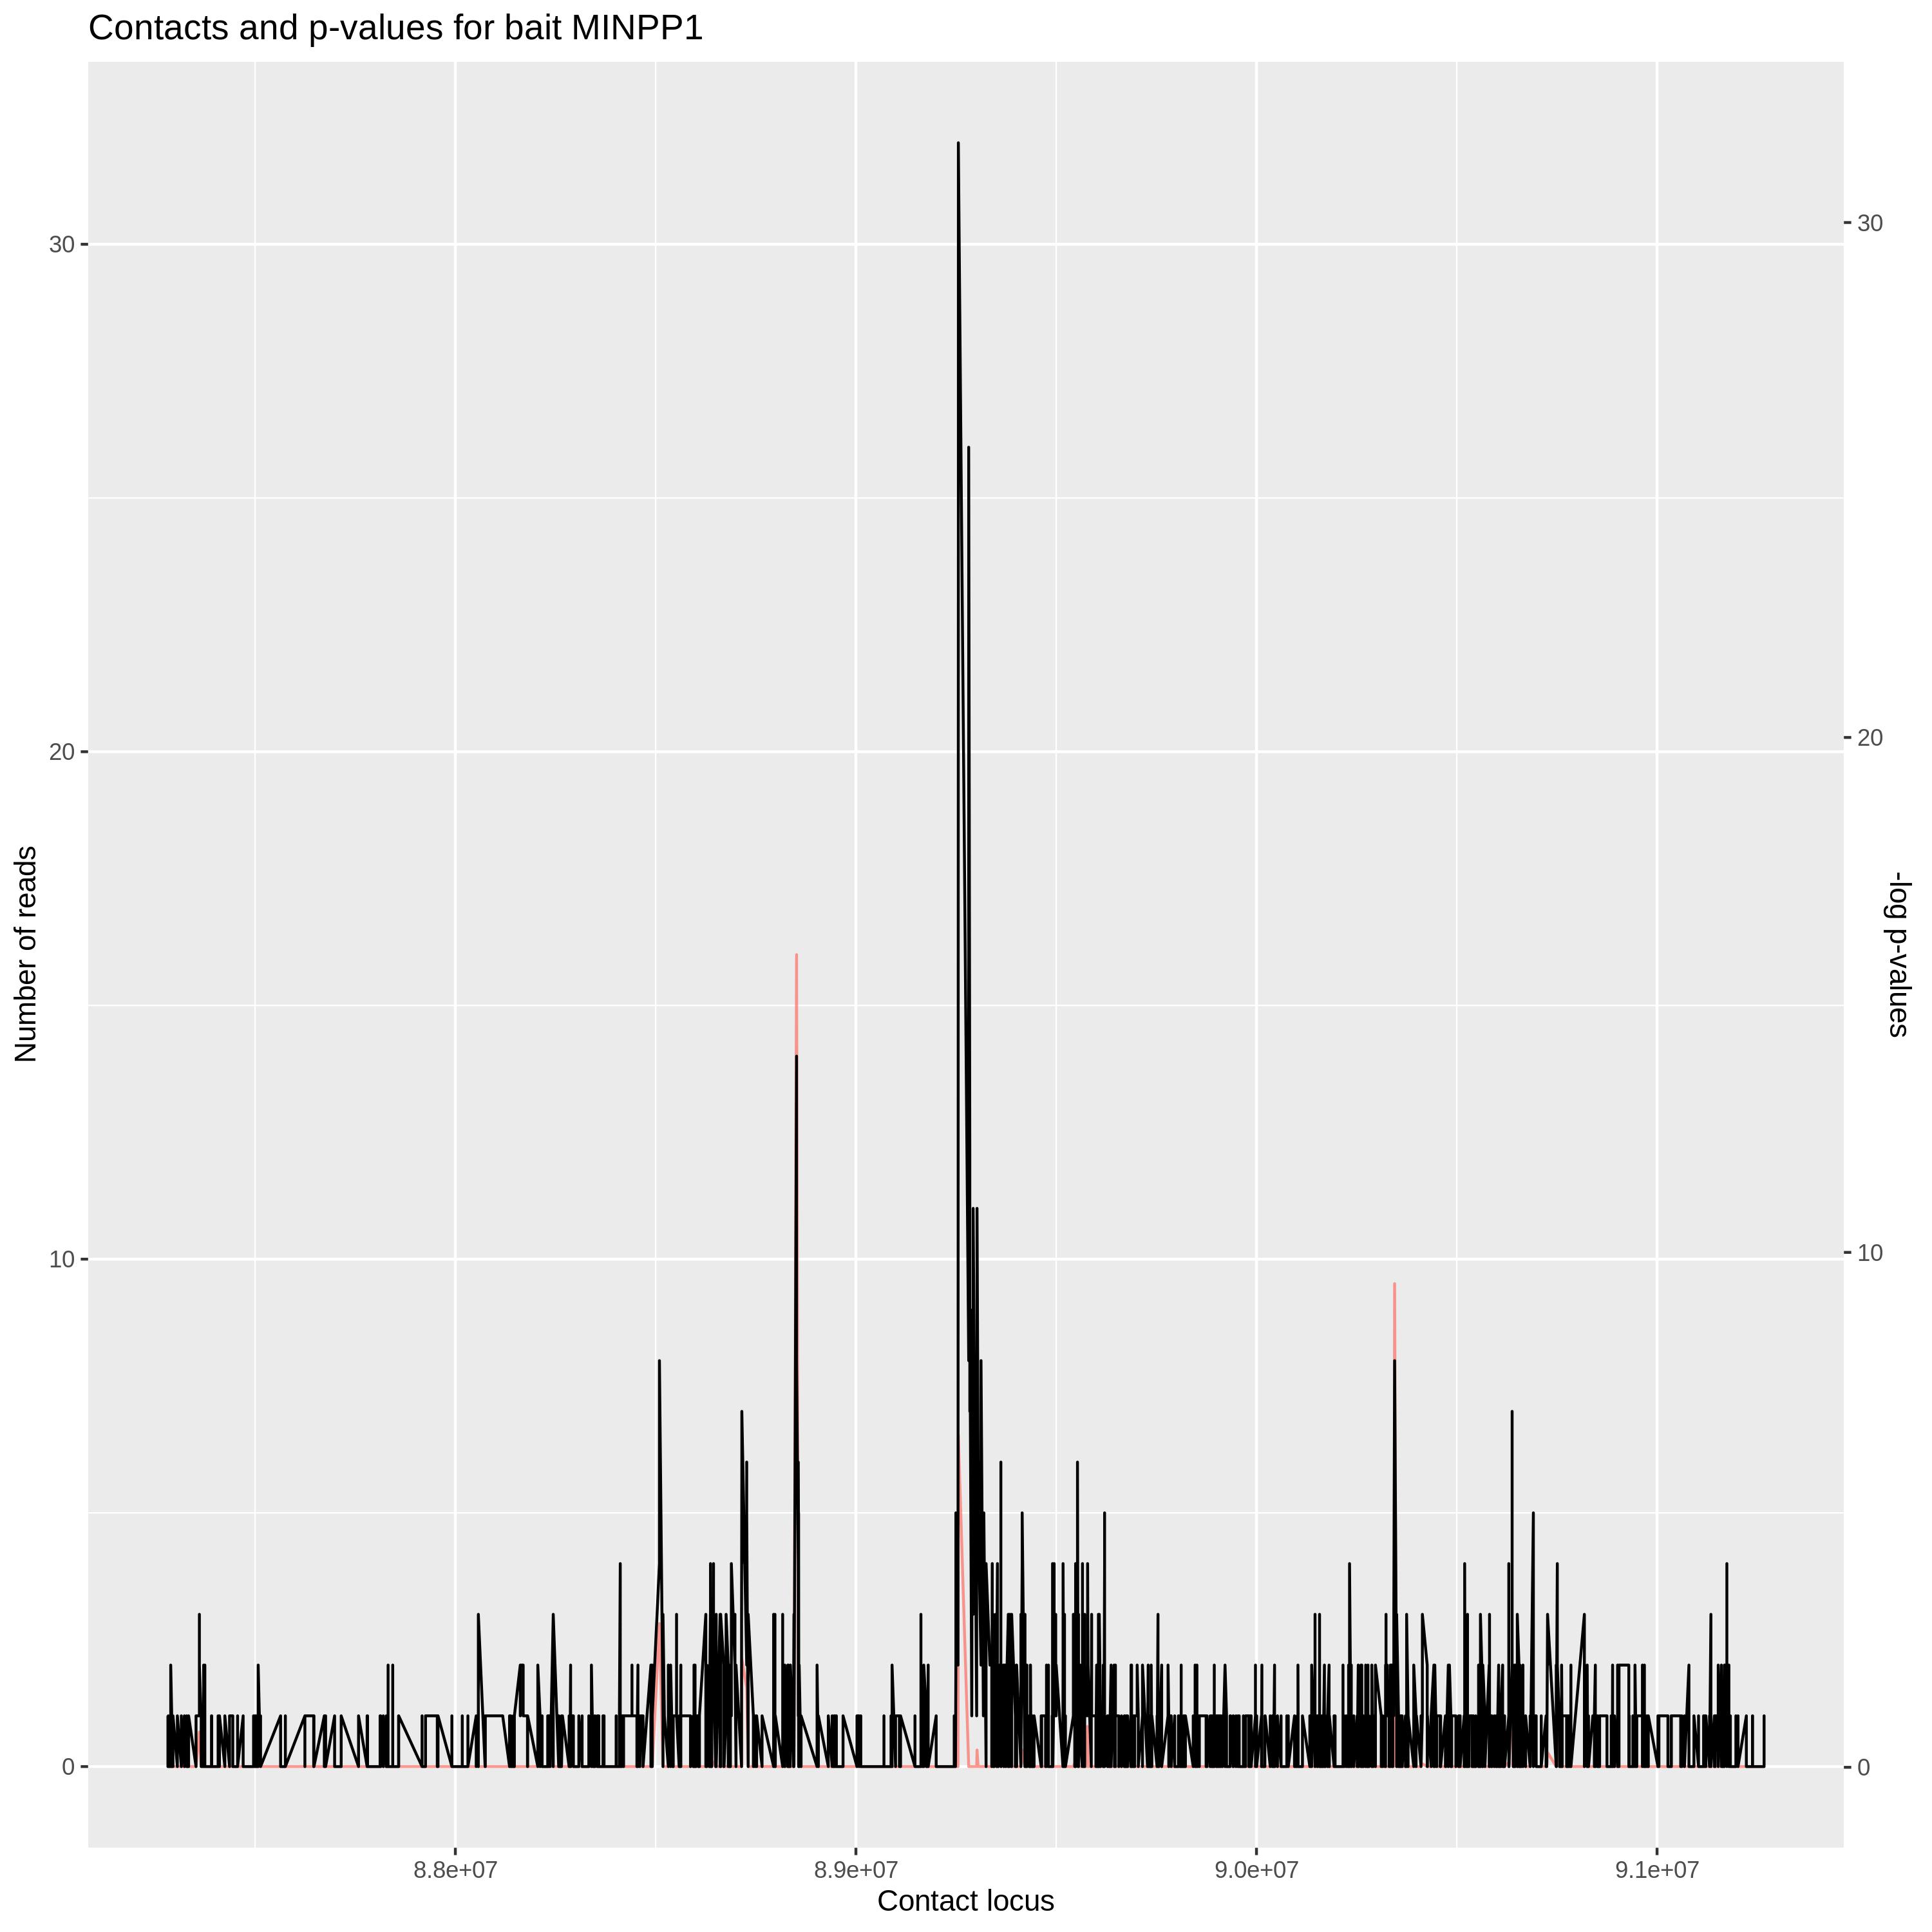 Contacts and p-values for bait MINPP1
30
20
10
0
Number of reads
30
20
10
0
-log p-values
8.8e+07
8.9e+07
9.0e+07
9.1e+07
Contact locus